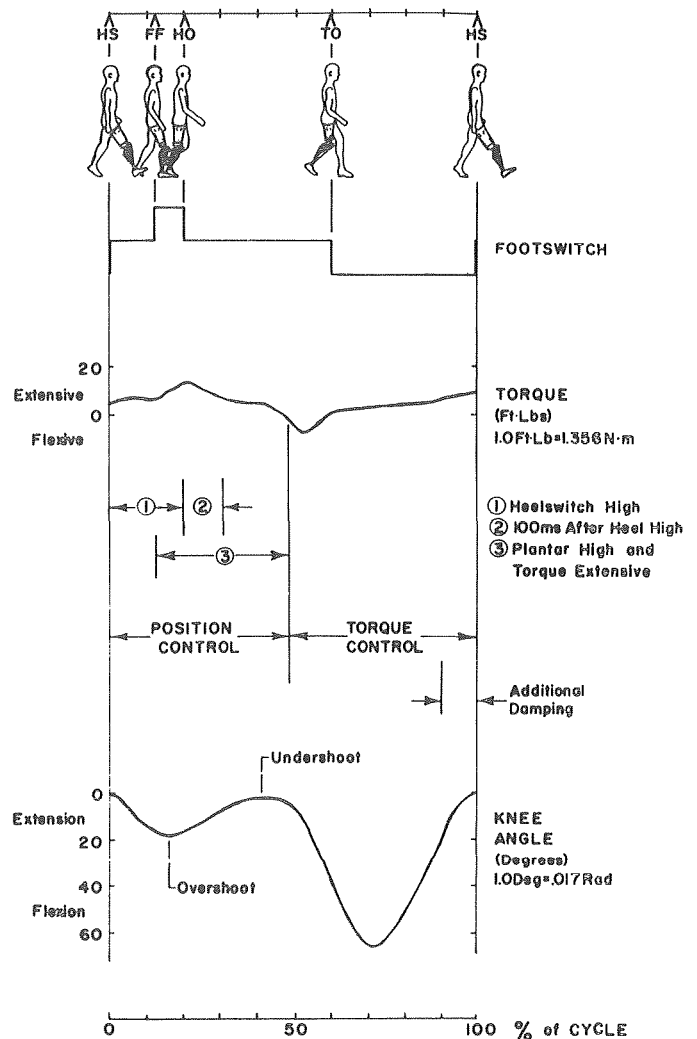 HS FF HO TO HS
FOOTSWITCH
20
Extensive
0
Flexive
TORQUE
(Ft·Lbs)
1.0Ft·Lb=1.356N·m
① ②
③
① Heelswitch High
② 100ms After Heel High
③ Plantar High and
Torque Extensive
POSITION
CONTROL
TORQUE
CONTROL
Additional
Damping
Undershoot
0
Extension
20
Overshoot
40
Flexion
60
KNEE
ANGLE
(Degrees)
1.0Deg=.017Rad
0 50 100 % of CYCLE